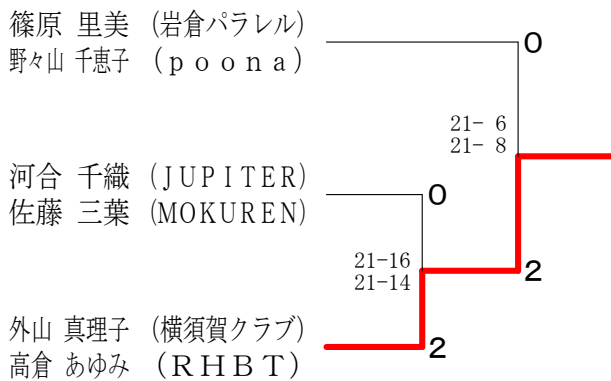 篠原 里美 (岩倉パラレル)
野々山 千恵子 (ｐｏｏｎａ)
0
21- 6
21- 8
河合 千織 (JUPITER)
佐藤 三葉 (MOKUREN)
0
21-16
21-14
2
外山 真理子 (横須賀クラブ)
高倉 あゆみ (ＲＨＢＴ)
2